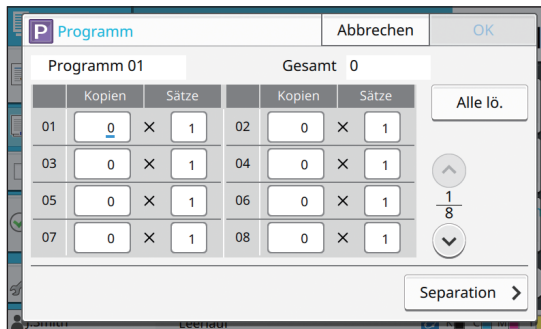 P Programm Abbrechen OK
Programm 01 Gesamt 0
Kopien Sätze Kopien Sätze Alle lö.
01 0 × 1 02 0 × 1
03 0 × 1 04 0 × 1
05 0 × 1 06 0 × 1
1
8
07 0 × 1 08 0 × 1
Separation
J.Smith Leerlauf